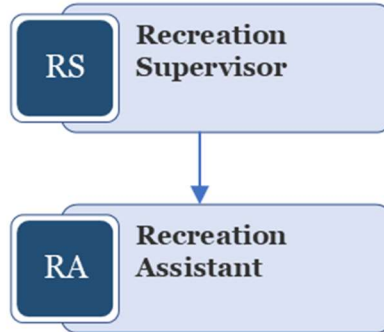 RS
Recreation
Supervisor
RA
Recreation
Assistant